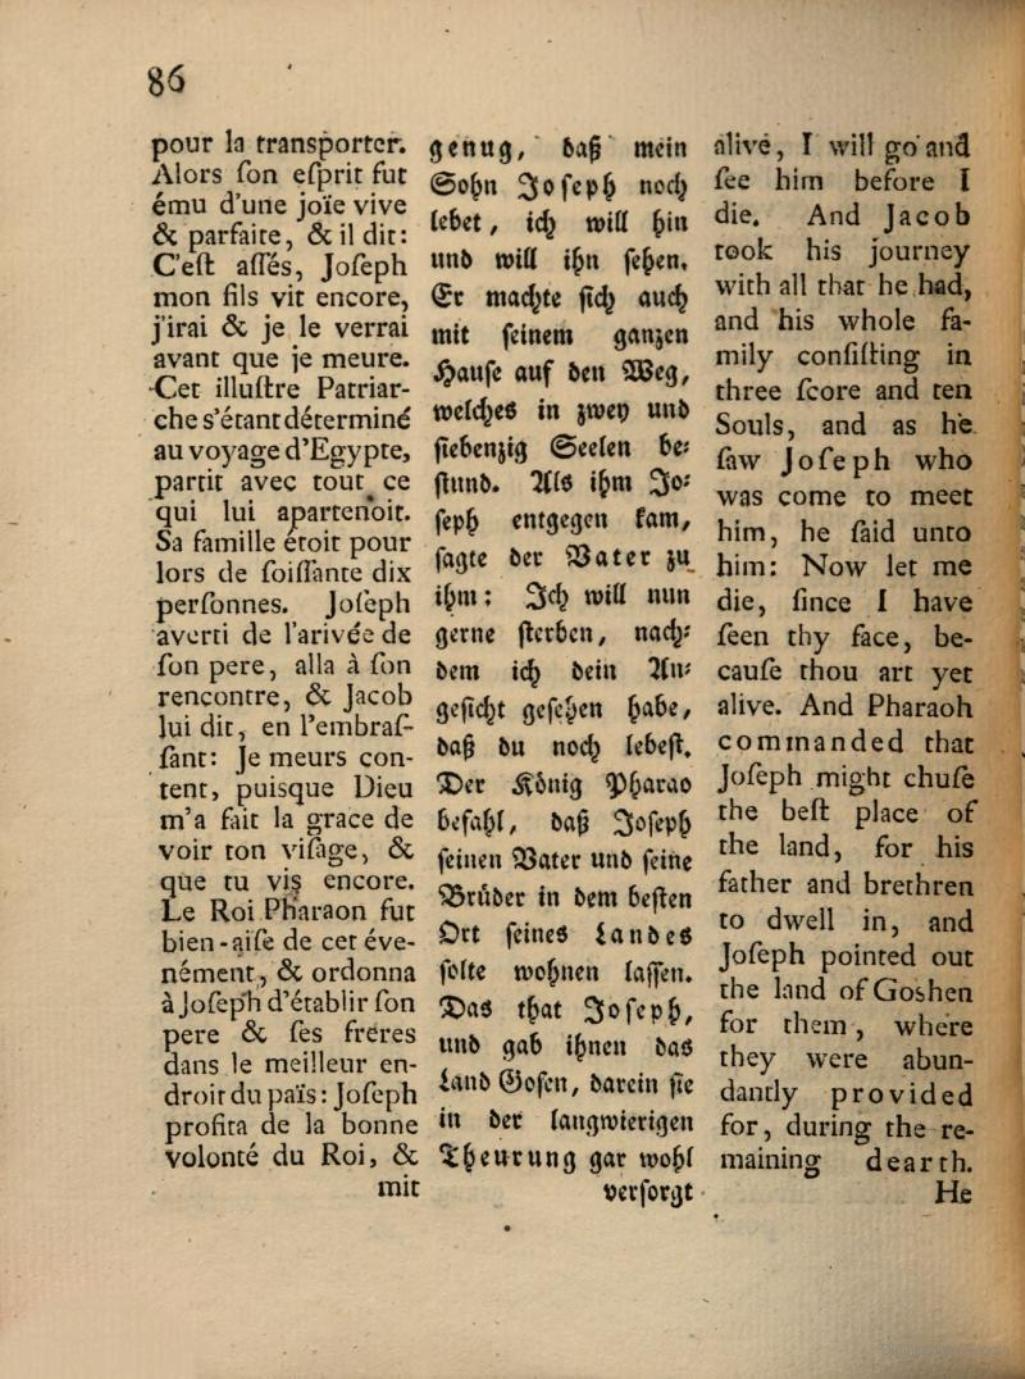 86
pour la transporter.
Alors ſon eſprit fut
ému d'une joïe vive
& parfaite, & il dit:
C'eſt aſſés, Joſeph
mon fils vit encore,
j'irai & je le verrai
avant que je meure.
Cet illuſtre Patriar-
che s'étant déterminé
au voyage d'Egypte,
partit avec tout ce
qui lui apartenoit.
Sa famille étoit pour
lors de ſoiſſante dix
perſonnes. Joſeph
averti de l'arivée de
ſon pere, alla à ſon
rencontre, & Jacob
lui dit, en l'embraſ-
ſant: Je meurs con-
tent, puisque Dieu
m'a fait la grace de
voir ton viſage, &
que tu vis encore.
Le Roi Pharaon fut
bien-aiſe de cet éve-
nément, & ordonna
à Joſeph d'établir ſon
pere & ſes freres
dans le meilleur en-
droit du païs: Joſeph
profita de la bonne
volonté du Roi, &
mit
genug, daß mein
Sohn Joſeph noch
lebet, ich will hin
und will ihn ſehen.
Er machte ſich auch
mit ſeinem ganzen
Hauſe auf den Weg,
welches in zwey und
ſiebenzig Seelen be⸗
ſtund. Als ihm Jo⸗
ſeph entgegen kam,
ſagte der Vater zu
ihm: Ich will nun
gerne ſterben, nach⸗
dem ich dein An⸗
geſicht geſehen habe,
daß du noch lebeſt.
Der König Pharao
befahl, daß Joſeph
ſeinen Vater und ſeine
Brüder in dem beſten
Ort ſeines Landes
ſolte wohnen laſſen.
Das that Joſeph,
und gab ihnen das
Land Goſen, darein ſie
in der langwierigen
Theurung gar wohl
verſorgt
alive, I will go and
ſee him before I
die. And Jacob
took his journey
with all that he had,
and his whole fa-
mily conſiſting in
three ſcore and ten
Souls, and as he
ſaw Joſeph who
was come to meet
him, he ſaid unto
him: Now let me
die, ſince I have
ſeen thy face, be-
cauſe thou art yet
alive. And Pharaoh
commanded that
Joſeph might chuſe
the beſt place of
the land, for his
father and brethren
to dwell in, and
Joſeph pointed out
the land of Goshen
for them, where
they were abun-
dantly provided
for, during the re-
maining dearth.
He